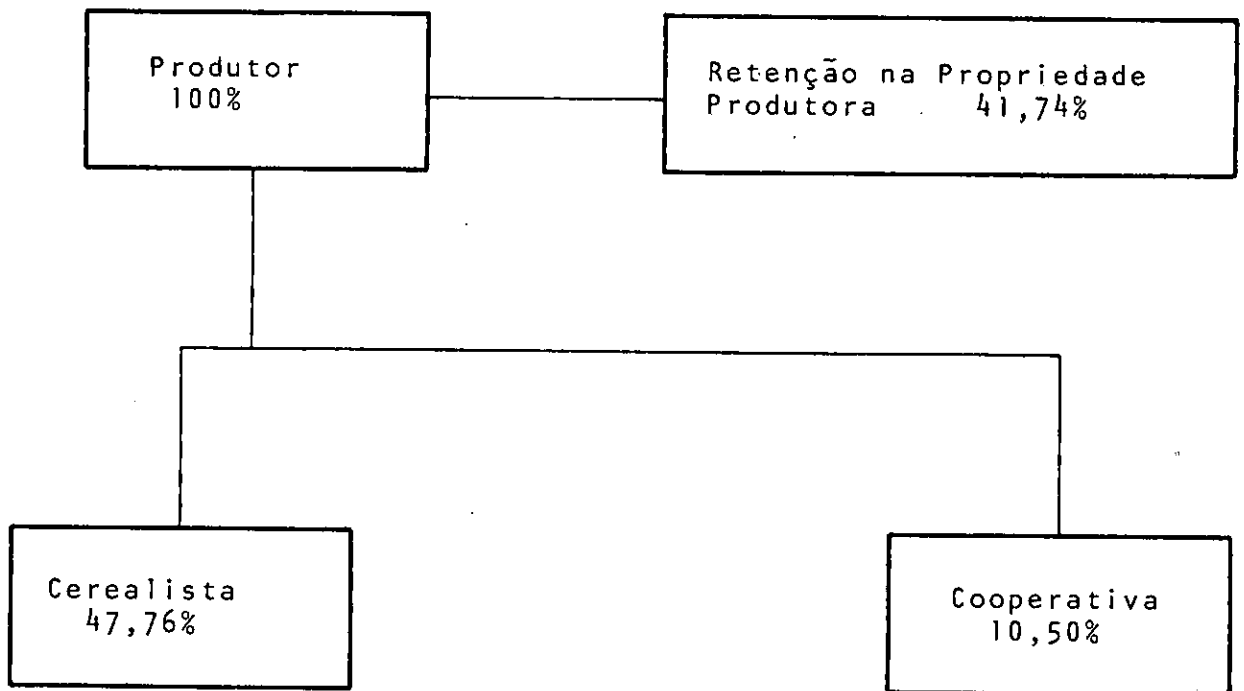 Produtor
100%
Retenção na Propriedade
Produtora 41,74%
Cerealista
47,76%
Cooperativa
10,50%